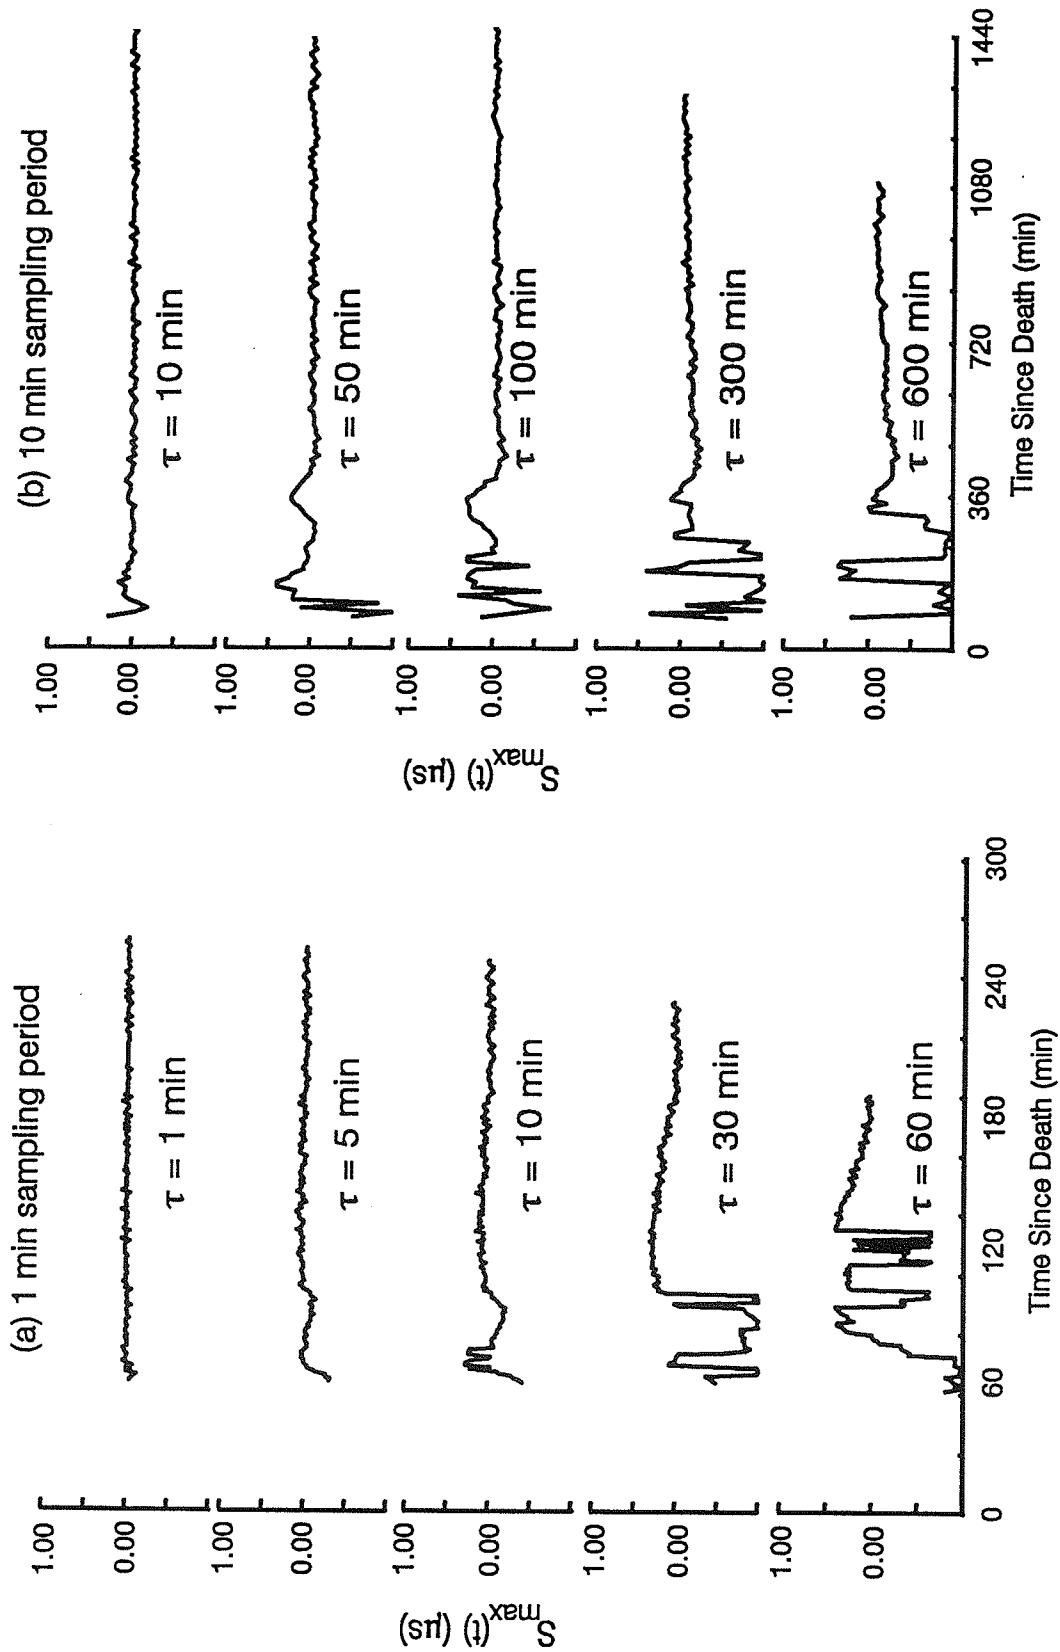 (a) 1 min sampling period
1.00
0.00
τ = 1 min
1.00
0.00
τ = 5 min
1.00
0.00
τ = 10 min
1.00
0.00
τ = 30 min
1.00
0.00
τ = 60 min
Smax(t) (μs)
0 60 120 180 240 300
Time Since Death (min)
(b) 10 min sampling period
1.00
0.00
τ = 10 min
1.00
0.00
τ = 50 min
1.00
0.00
τ = 100 min
1.00
0.00
τ = 300 min
1.00
0.00
τ = 600 min
Smax(t) (μs)
0 360 720 1080 1440
Time Since Death (min)